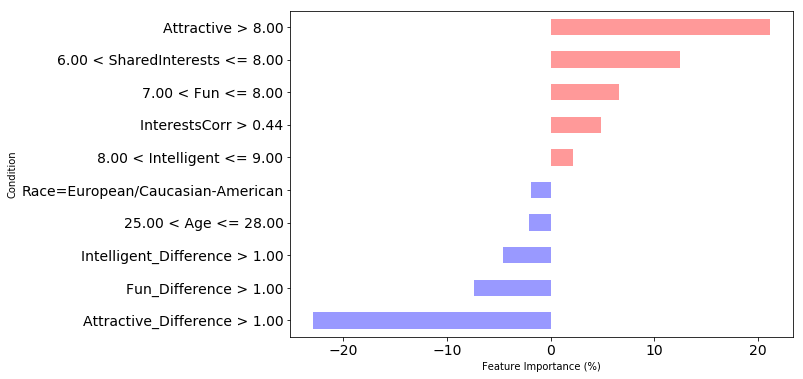 Attractive > 8.00
6.00 < SharedInterests <= 8.00
7.00 < Fun <= 8.00
InterestsCorr > 0.44
8.00 < Intelligent <= 9.00
Race=European/Caucasian-American
25.00 < Age <= 28.00
Intelligent_Difference > 1.00
Fun_Difference > 1.00
Attractive_Difference > 1.00
Condition
−20 −10 0 10 20
Feature Importance (%)